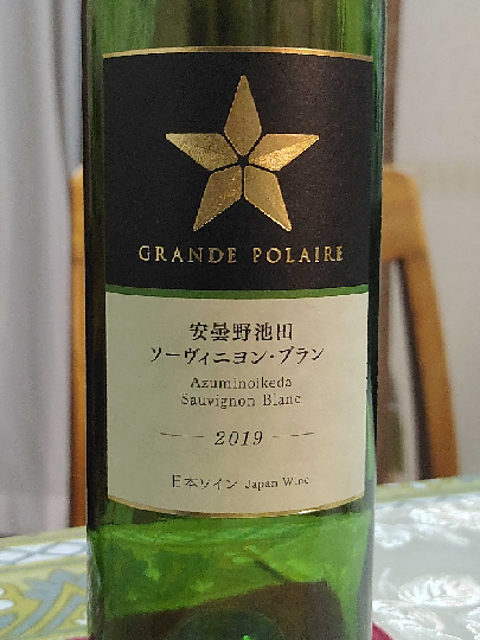 GRANDE POLAIRE
安曇野池田
ソーヴィニヨン・ブラン
Azuminoikeda
Sauvignon Blanc
2019
日本ワイン Japan Wine